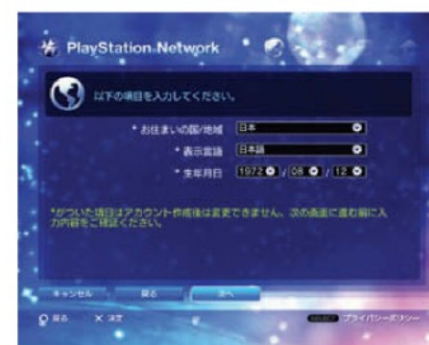 PlayStation®Network
以下の項目を入力してください。
* お住まいの国/地域 日本
* 表示言語 日本語
* 生年月日 1972 / 08 / 12
*がついた項目はアカウント作成後は変更できません。次の画面に進む前に入
力内容をご確認ください。
キャンセル 戻る 次へ
戻る × 決定 SELECT プライバシーポリシー